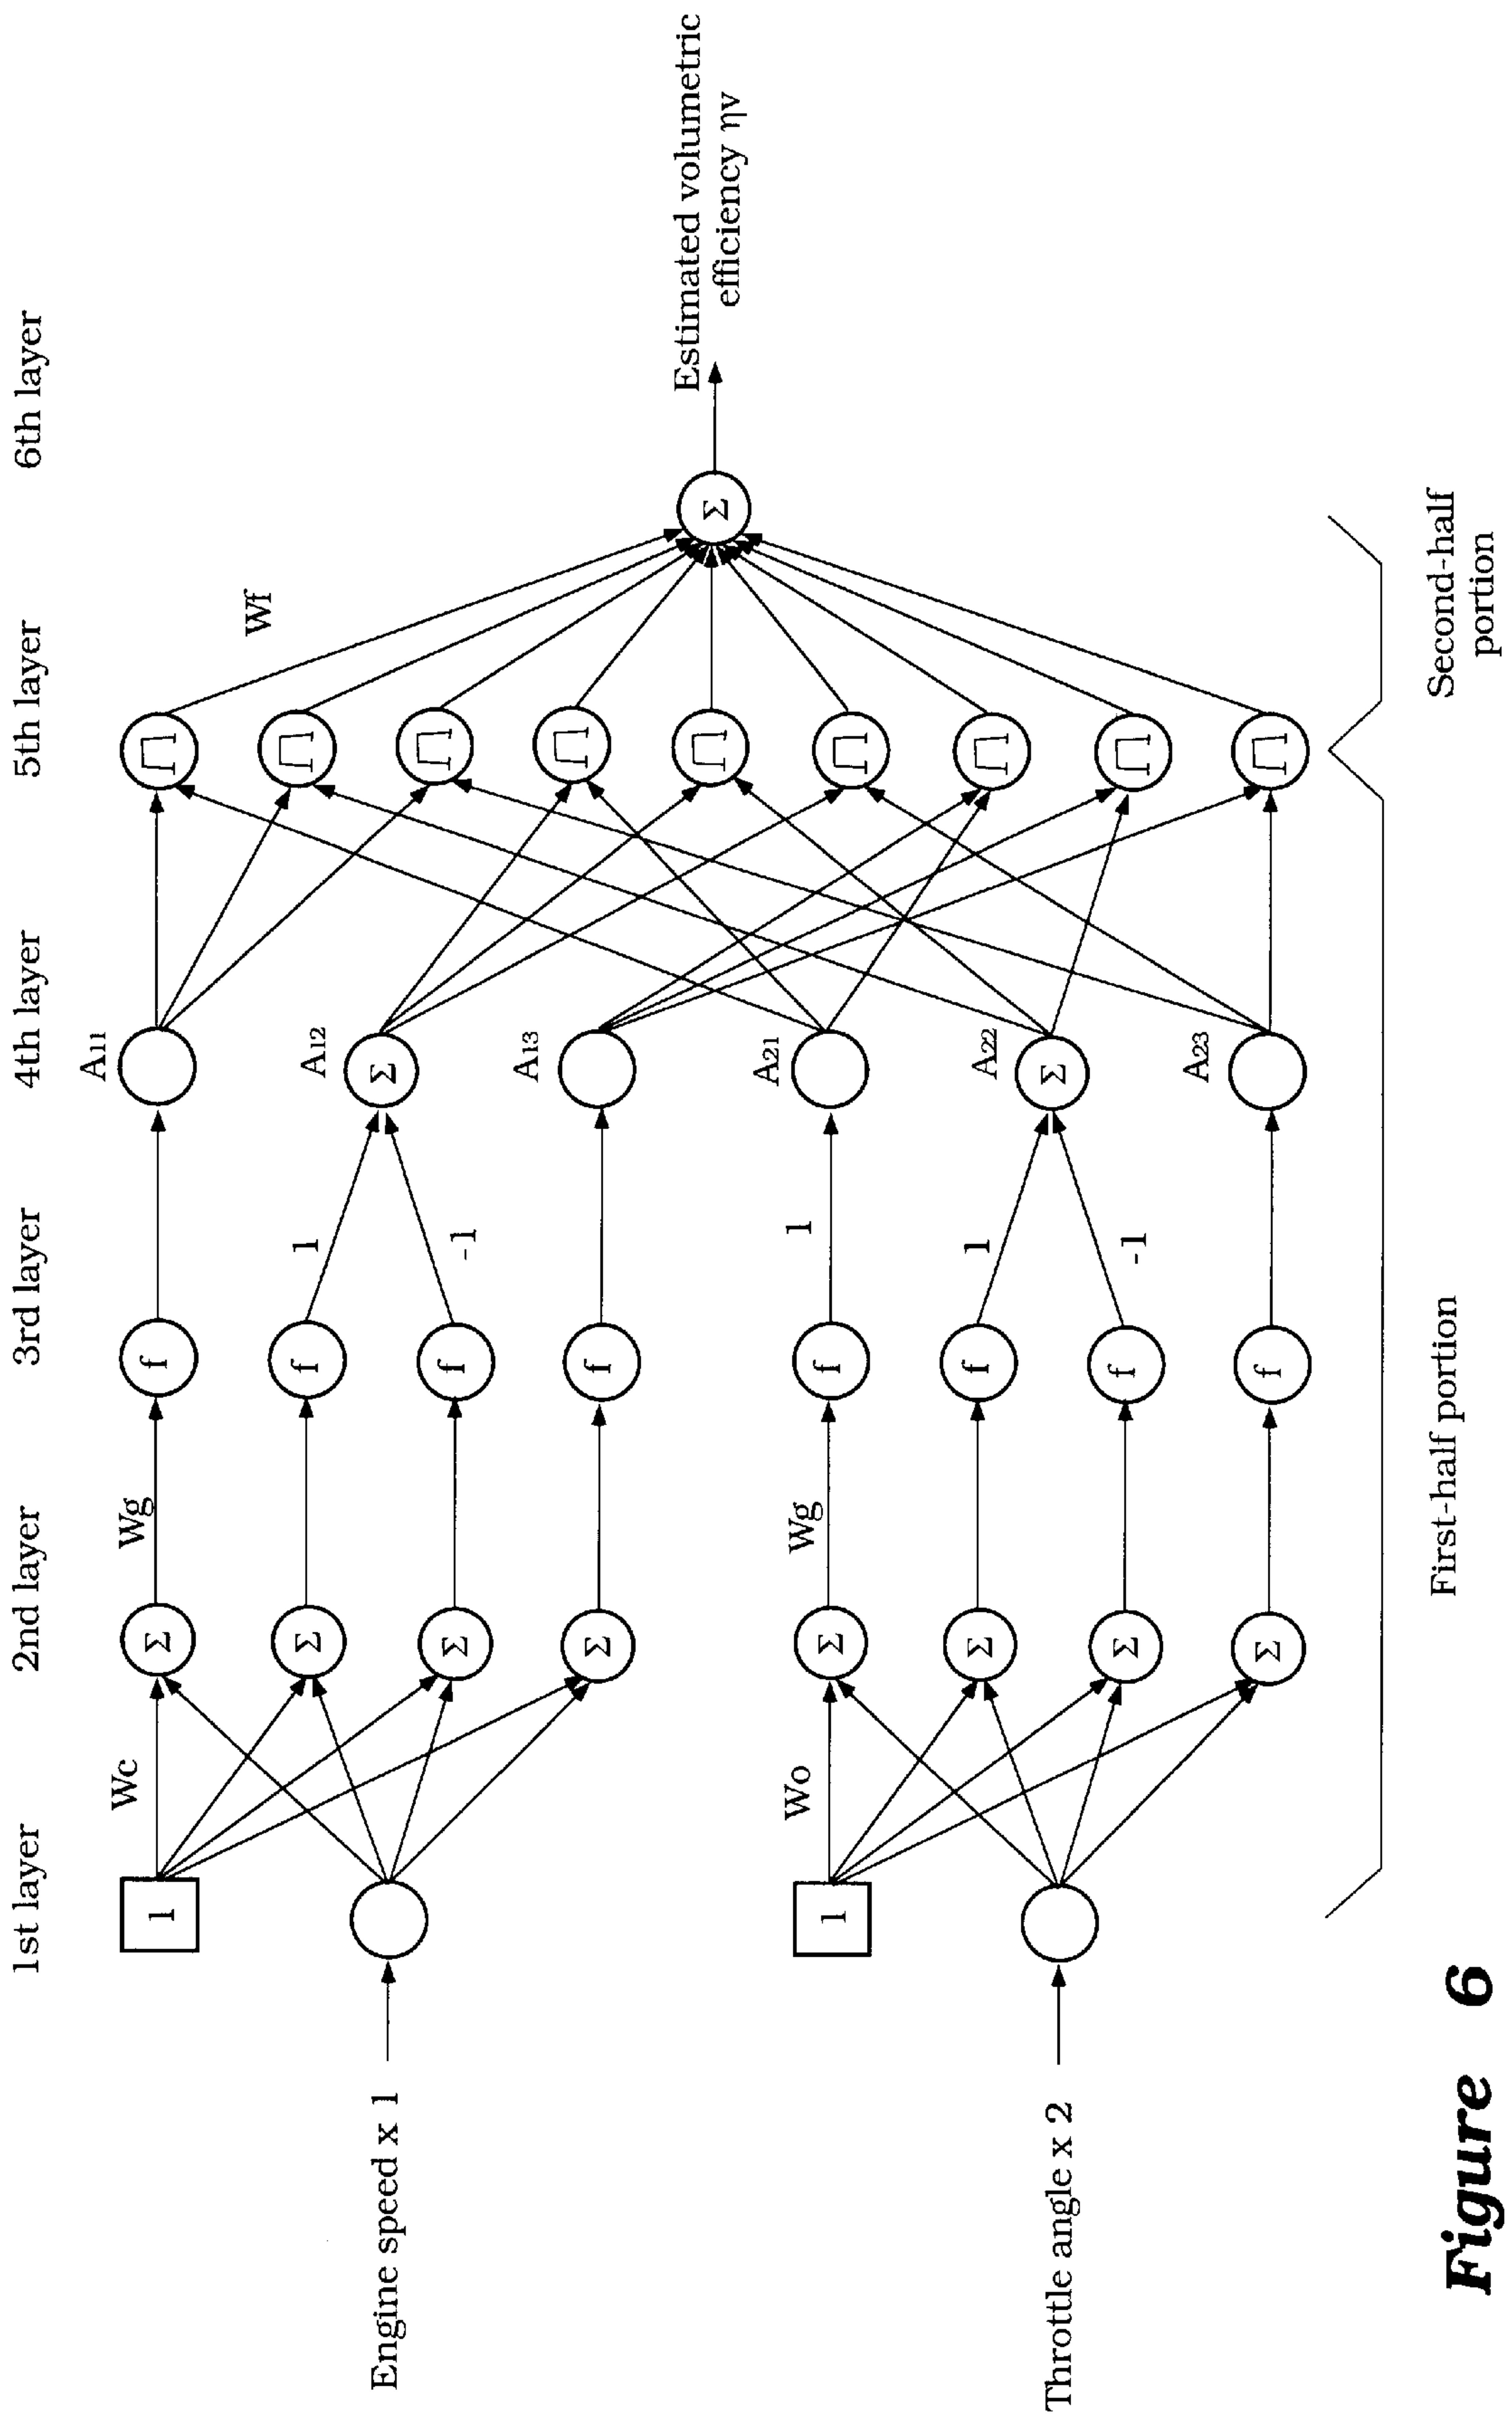 1st layer
2nd layer
3rd layer
4th layer
5th layer
6th layer
Wc
Wg
Wf
1
Σ
Σ
Σ
Σ
f
f
f
f
1
-1
A11
A12
Σ
A13
Engine speed x 1
Wo
Wg
1
1
Σ
Σ
Σ
Σ
f
f
f
f
1
-1
A21
A22
Σ
A23
Throttle angle x 2
∏
∏
∏
∏
∏
∏
∏
∏
∏
Σ
Estimated volumetric
efficiency ηv
First-half portion
Second-half
portion
Figure 6